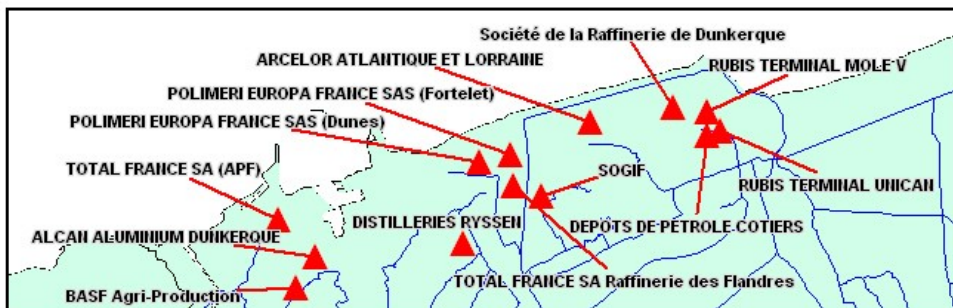 Société de la Raffinerie de Dunkerque
ARCELOR ATLANTIQUE ET LORRAINE
RUBIS TERMINAL MOLE V
POLIMERI EUROPA FRANCE SAS (Fortelet)
POLIMERI EUROPA FRANCE SAS (Dunes)
TOTAL FRANCE SA (APF)
SOGIF
RUBIS TERMINAL UNICAN
DISTILLERIES RYSSEN
DEPOTS DE PETROLE COTIERS
ALCAN ALUMINIUM DUNKERQUE
TOTAL FRANCE SA Raffinerie des Flandres
BASF Agri-Production